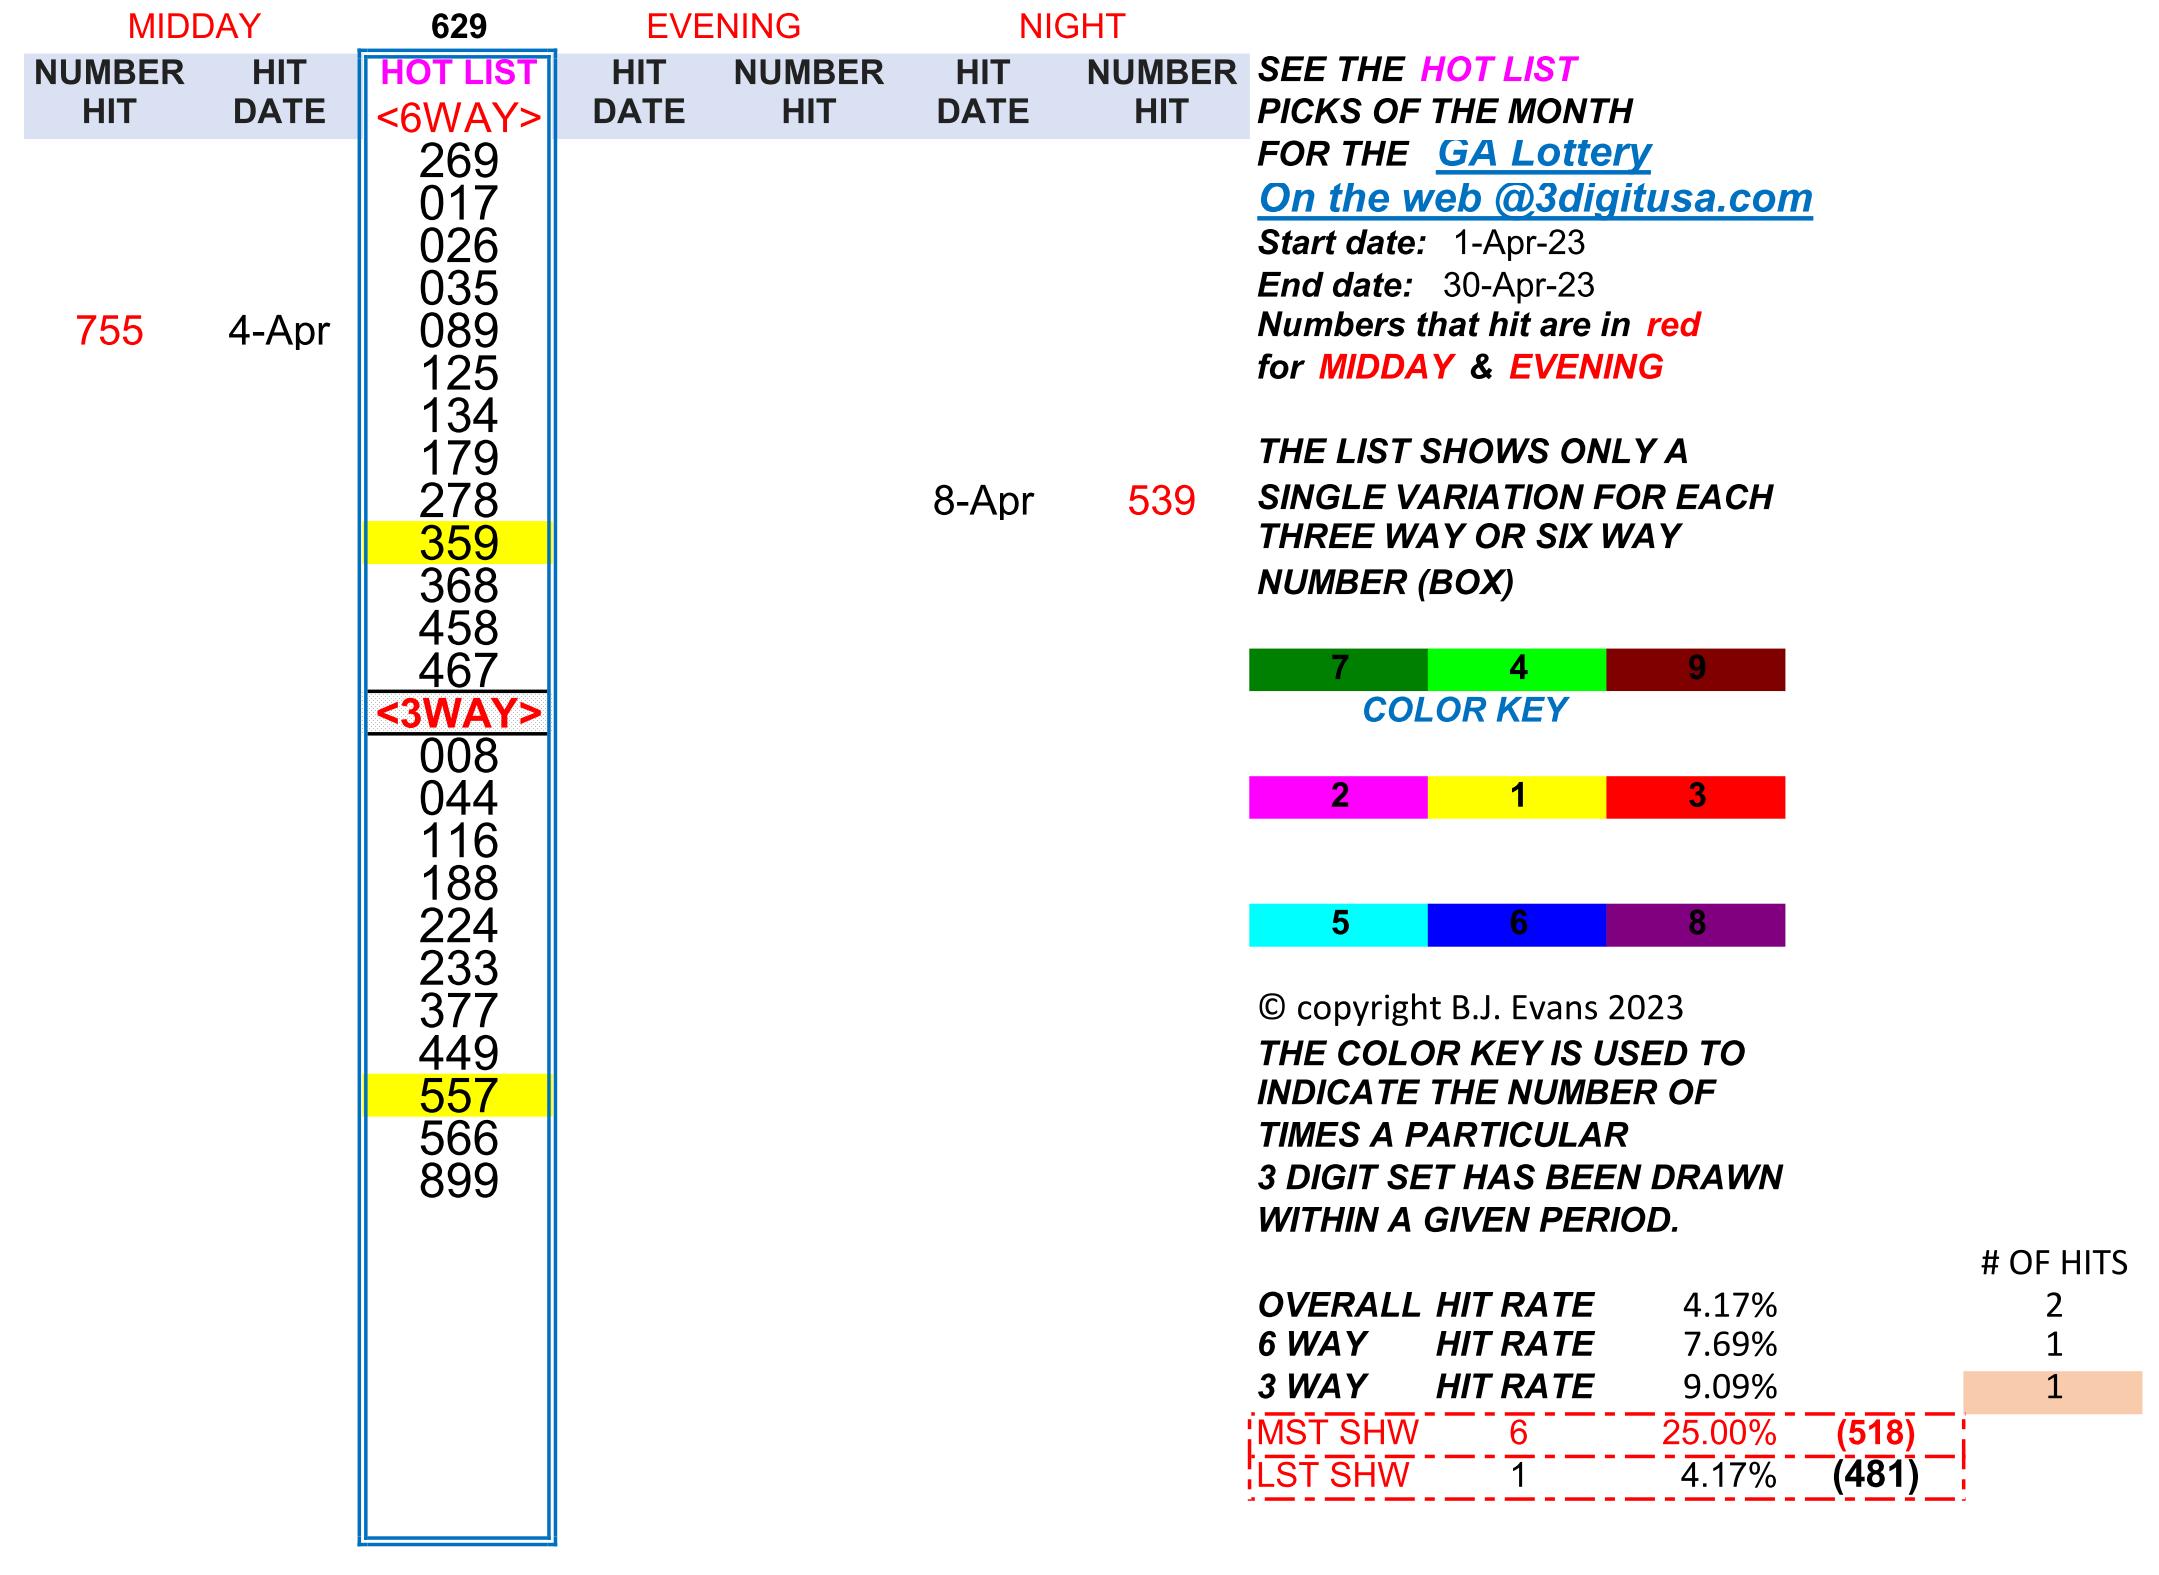 MIDDAY 629 EVENING NIGHT
NUMBER HIT HOT LIST HIT NUMBER HIT NUMBER
HIT DATE <6WAY> DATE HIT DATE HIT
269
017
026
035
755 4-Apr 089
125
134
179
278 8-Apr 539
359
368
458
467
<3WAY>
008
044
116
188
224
233
377
449
557
566
899
SEE THE HOT LIST
PICKS OF THE MONTH
FOR THE GA Lottery
On the web @3digitusa.com
Start date: 1-Apr-23
End date: 30-Apr-23
Numbers that hit are in red
for MIDDAY & EVENING
THE LIST SHOWS ONLY A
SINGLE VARIATION FOR EACH
THREE WAY OR SIX WAY
NUMBER (BOX)
7 4 9
COLOR KEY
2 1 3
5 6 8
© copyright B.J. Evans 2023
THE COLOR KEY IS USED TO
INDICATE THE NUMBER OF
TIMES A PARTICULAR
3 DIGIT SET HAS BEEN DRAWN
WITHIN A GIVEN PERIOD.
# OF HITS
OVERALL HIT RATE 4.17% 2
6 WAY HIT RATE 7.69% 1
3 WAY HIT RATE 9.09% 1
MST SHW 6 25.00% (518)
LST SHW 1 4.17% (481)